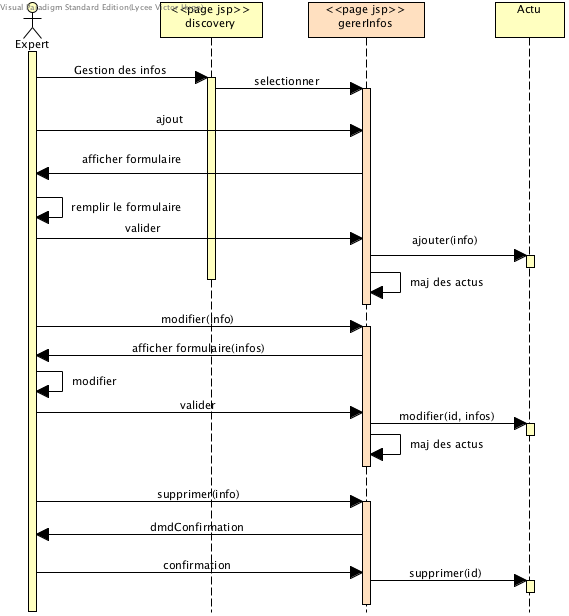 Visual Paradigm Standard Edition(Lycee Victor
<<page jsp>>
discovery
<<page jsp>>
gererInfos
Actu
Expert
Gestion des infos
selectionner
ajout
afficher formulaire
remplir le formulaire
valider
ajouter(info)
maj des actus
modifier(info)
afficher formulaire(infos)
modifier
valider
modifier(id, infos)
maj des actus
supprimer(info)
dmdConfirmation
confirmation
supprimer(id)